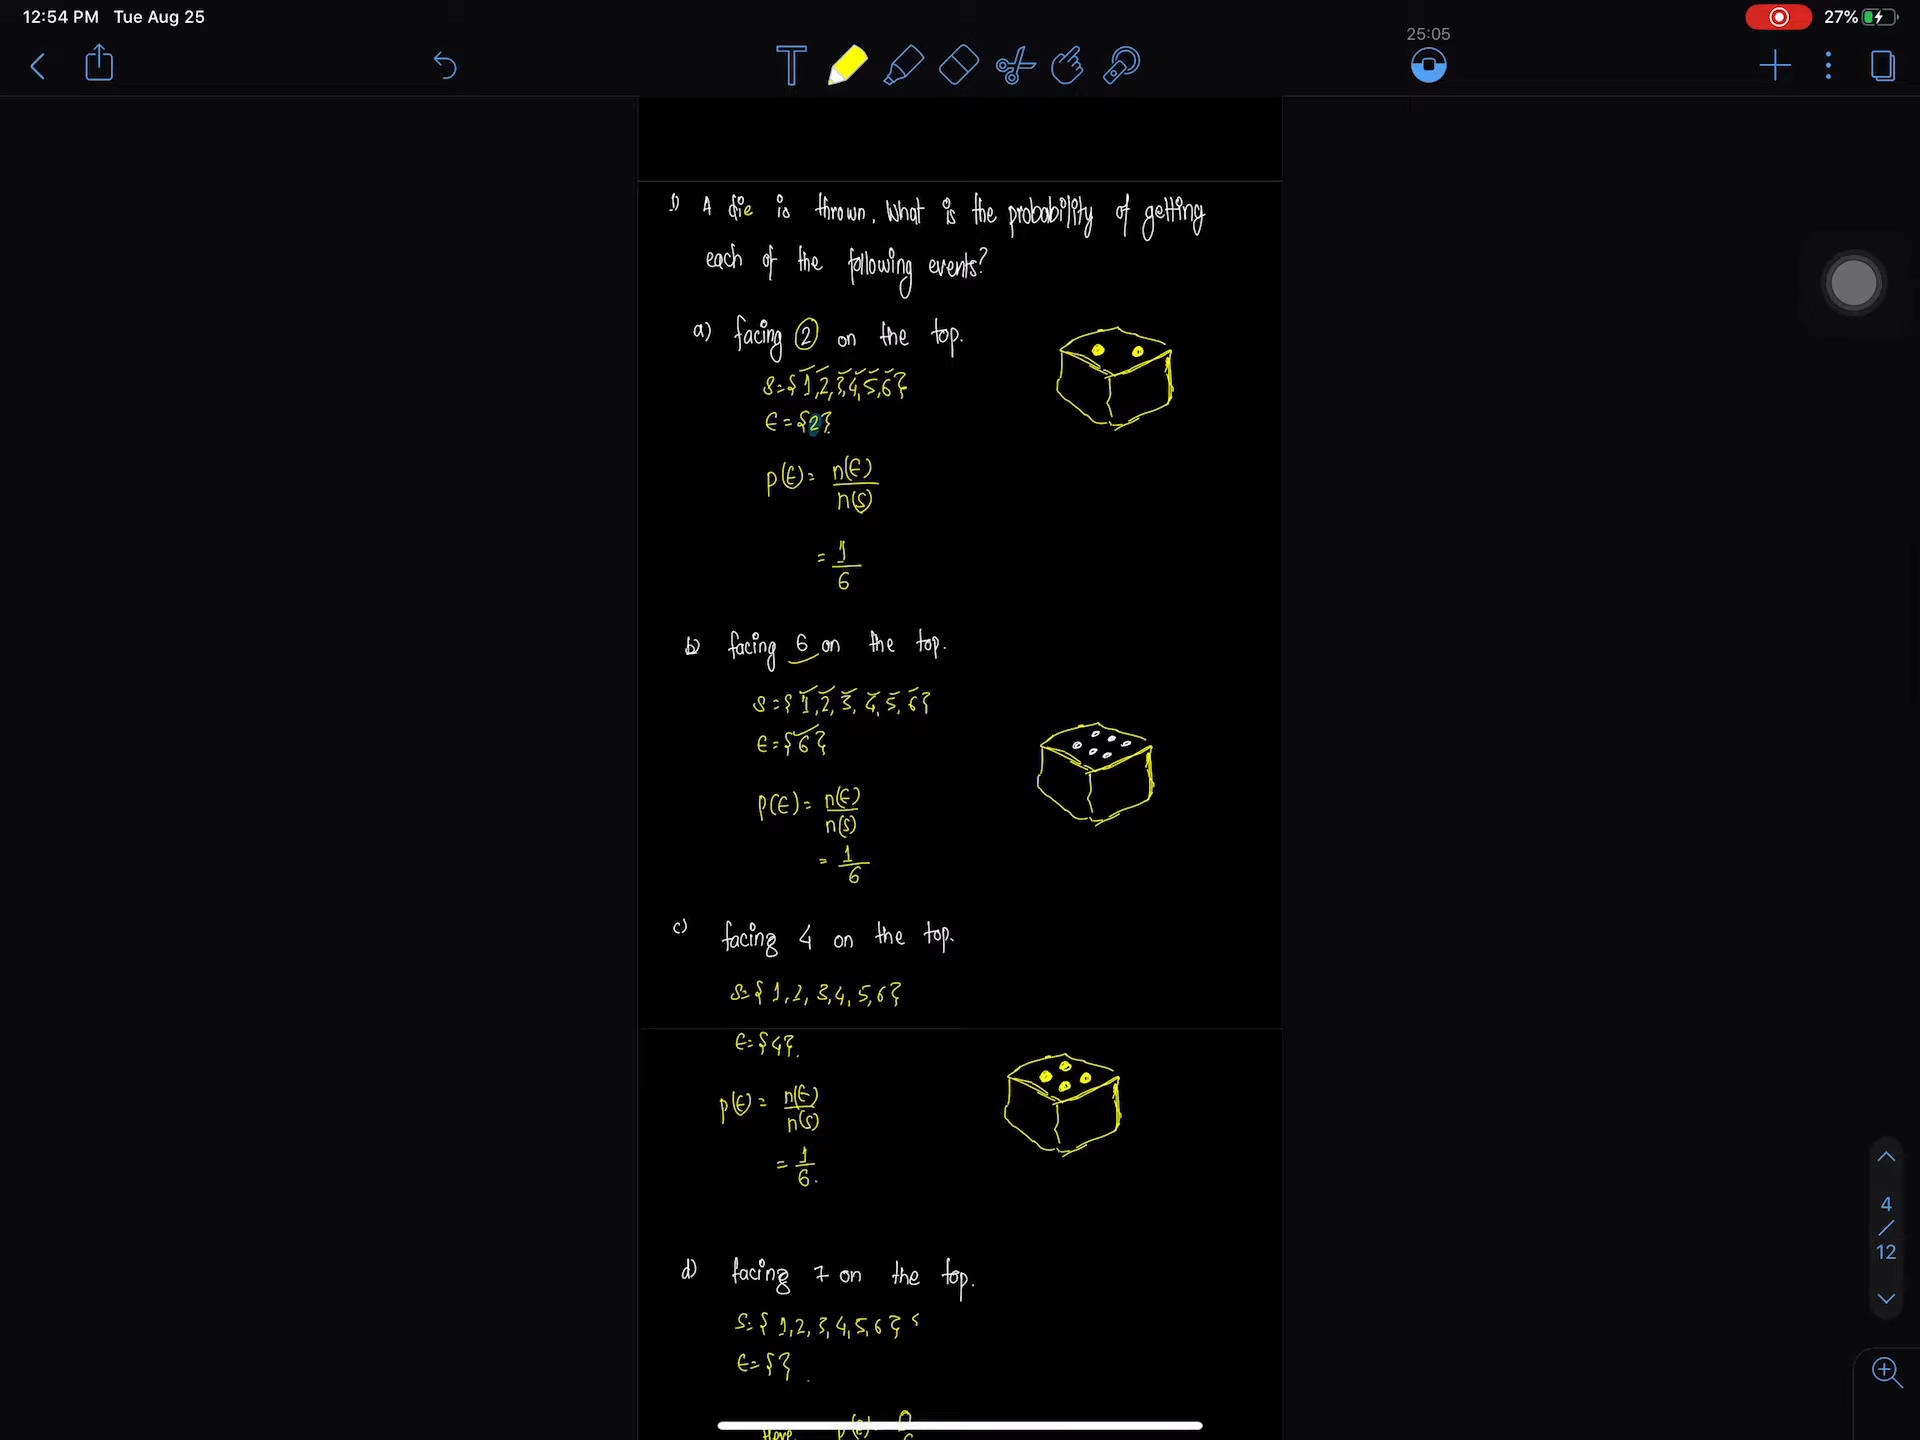 12:54 PM Tue Aug 25
27%
25:05
1) A die is thrown. What is the probability of getting
each of the following events?
a) facing 2 on the top.
S={1,2,3,4,5,6}
E={2}
P(E)= n(E)/n(S)
= 1/6
b) facing 6 on the top.
S={1,2,3,4,5,6}
E={6}
P(E)= n(E)/n(S)
= 1/6
c) facing 4 on the top.
S={1,2,3,4,5,6}
E={4}.
P(E)= n(E)/n(S)
= 1/6.
d) facing 7 on the top.
S={1,2,3,4,5,6}
E={}
Here,
4
/
12